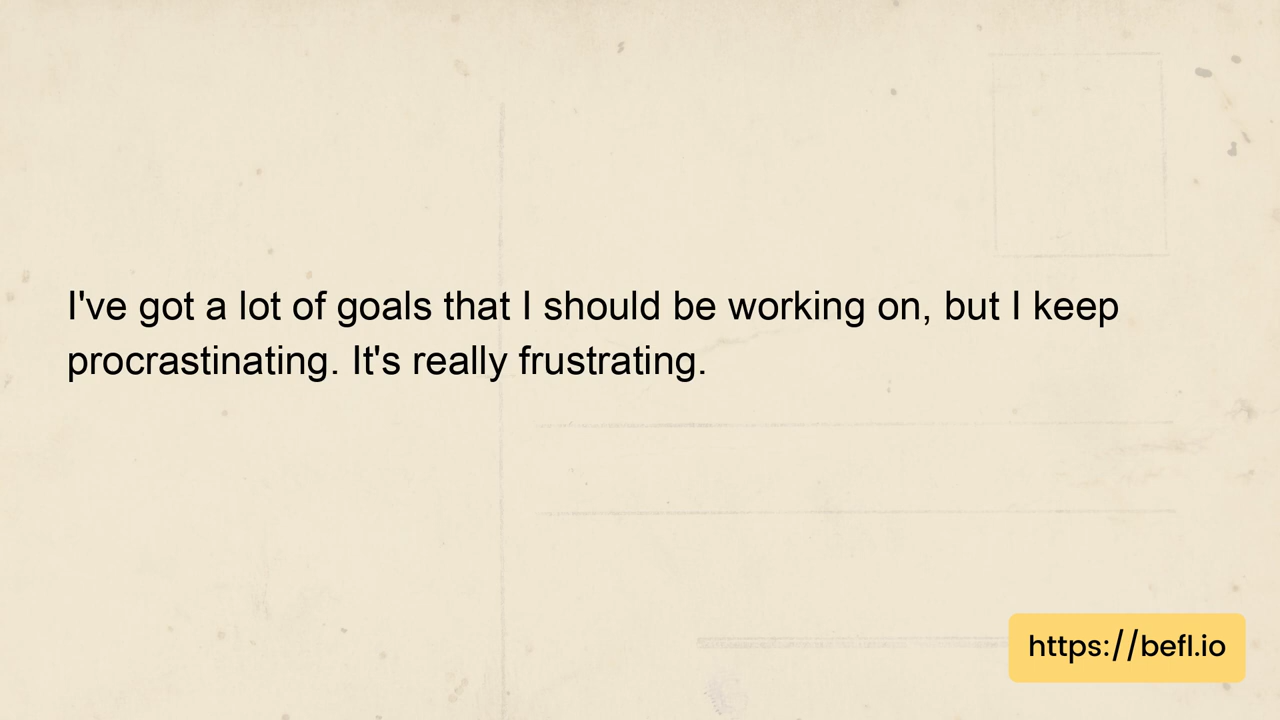 I've got a lot of goals that I should be working on, but I keep
procrastinating. It's really frustrating.
https://befl.io